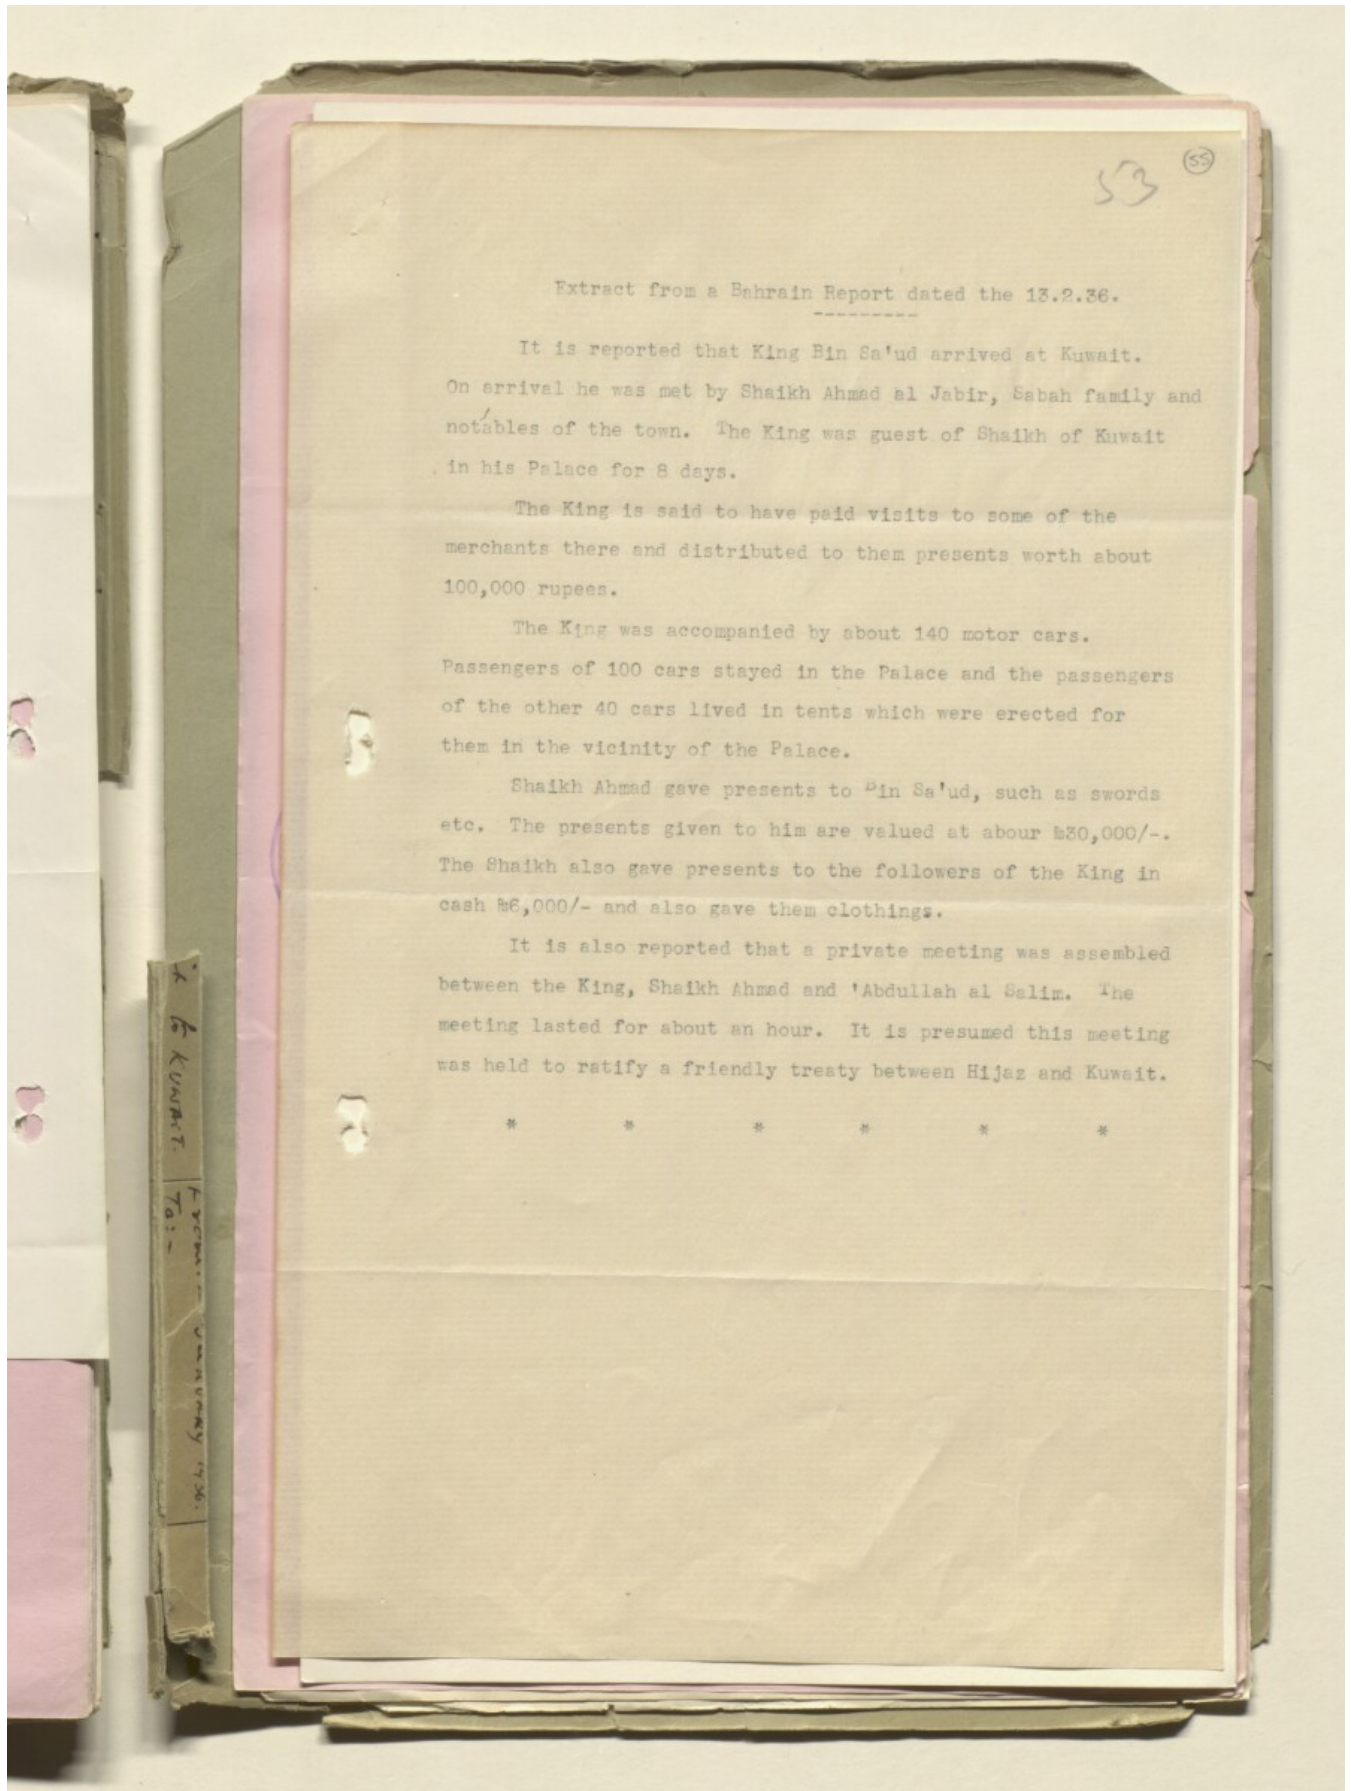 53
55
Extract from a Bahrain Report dated the 13.2.36.
---------
It is reported that King Bin Sa'ud arrived at Kuwait.
On arrival he was met by Shaikh Ahmad al Jabir, Sabah family and
notables of the town. The King was guest of Shaikh of Kuwait
in his Palace for 8 days.
The King is said to have paid visits to some of the
merchants there and distributed to them presents worth about
100,000 rupees.
The King was accompanied by about 140 motor cars.
Passengers of 100 cars stayed in the Palace and the passengers
of the other 40 cars lived in tents which were erected for
them in the vicinity of the Palace.
Shaikh Ahmad gave presents to Bin Sa'ud, such as swords
etc. The presents given to him are valued at abour Rs30,000/-.
The Shaikh also gave presents to the followers of the King in
cash Rs6,000/- and also gave them clothings.
It is also reported that a private meeting was assembled
between the King, Shaikh Ahmad and 'Abdullah al Salim. The
meeting lasted for about an hour. It is presumed this meeting
was held to ratify a friendly treaty between Hijaz and Kuwait.
* * * * * *
to KUWAIT.
From:- JANUARY 1936.
To:-